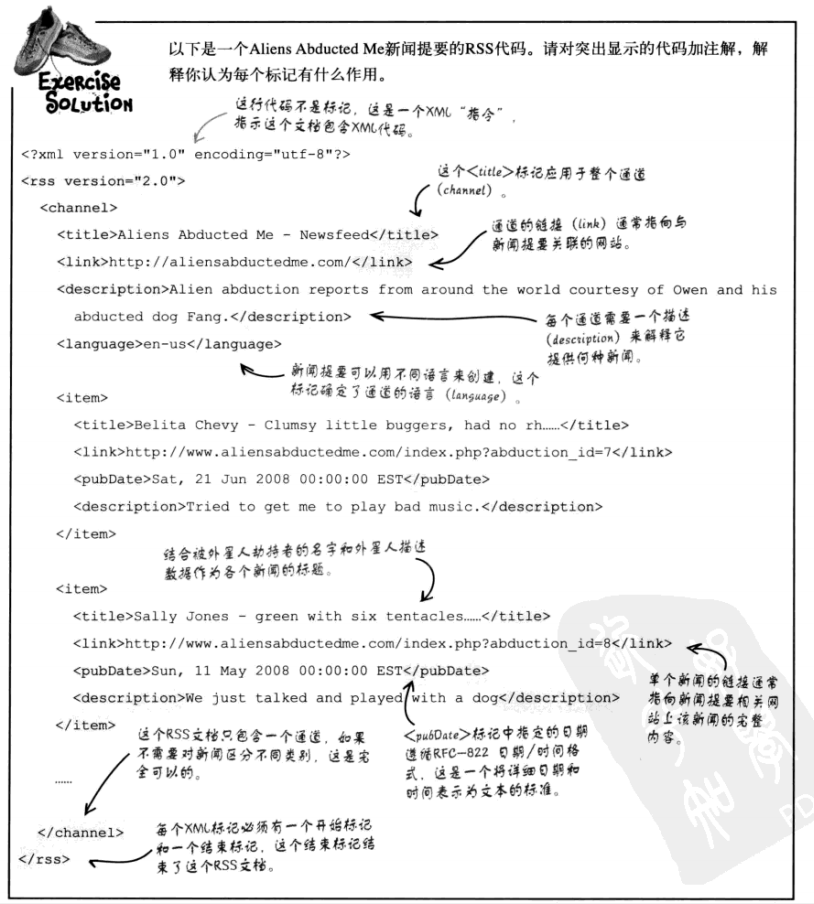 Exercise
Solution
以下是一个Aliens Abducted Me新闻提要的RSS代码。请对突出显示的代码加注解，解
释你认为每个标记有什么作用。
这行代码不是标记，这是一个XML“指令”，
指示这个文档包含XML代码。
<?xml version="1.0" encoding="utf-8"?>
<rss version="2.0">
这个<title>标记应用于整个通道
(channel)。
<channel>
<title>Aliens Abducted Me - Newsfeed</title>
通道的链接（link）通常指向与
新闻提要关联的网站。
<link>http://aliensabductedme.com/</link>
<description>Alien abduction reports from around the world courtesy of Owen and his
abducted dog Fang.</description>
每个通道需要一个描述
(description）来解释它
提供何种新闻。
<language>en-us</language>
新闻提要可以用不同语言来创建，这个
标记确定了通道的语言（language）。
<item>
<title>Belita Chevy - Clumsy little buggers, had no rh……</title>
<link>http://www.aliensabductedme.com/index.php?abduction_id=7</link>
<pubDate>Sat, 21 Jun 2008 00:00:00 EST</pubDate>
<description>Tried to get me to play bad music.</description>
</item>
结合被外星人劫持者的名字和外星人描述
数据作为各个新闻的标题。
<item>
<title>Sally Jones - green with six tentacles……</title>
<link>http://www.aliensabductedme.com/index.php?abduction_id=8</link>
<pubDate>Sun, 11 May 2008 00:00:00 EST</pubDate>
<description>We just talked and played with a dog</description>
单个新闻的链接通常
指向新闻提要相关网
站上该新闻的完整
内容。
</item>
这个RSS文档只包含一个通道，如果
不需要对新闻区分不同类别，这是完
全可以的。
<pubDate>标记中指定的日期
遵循RFC-822 日期/时间格
式，这是一个将详细日期和
时间表示为文本的标准。
……
</channel>
每个XML标记必须有一个开始标记
和一个结束标记，这个结束标记结
束了这个RSS文档。
</rss>
PD